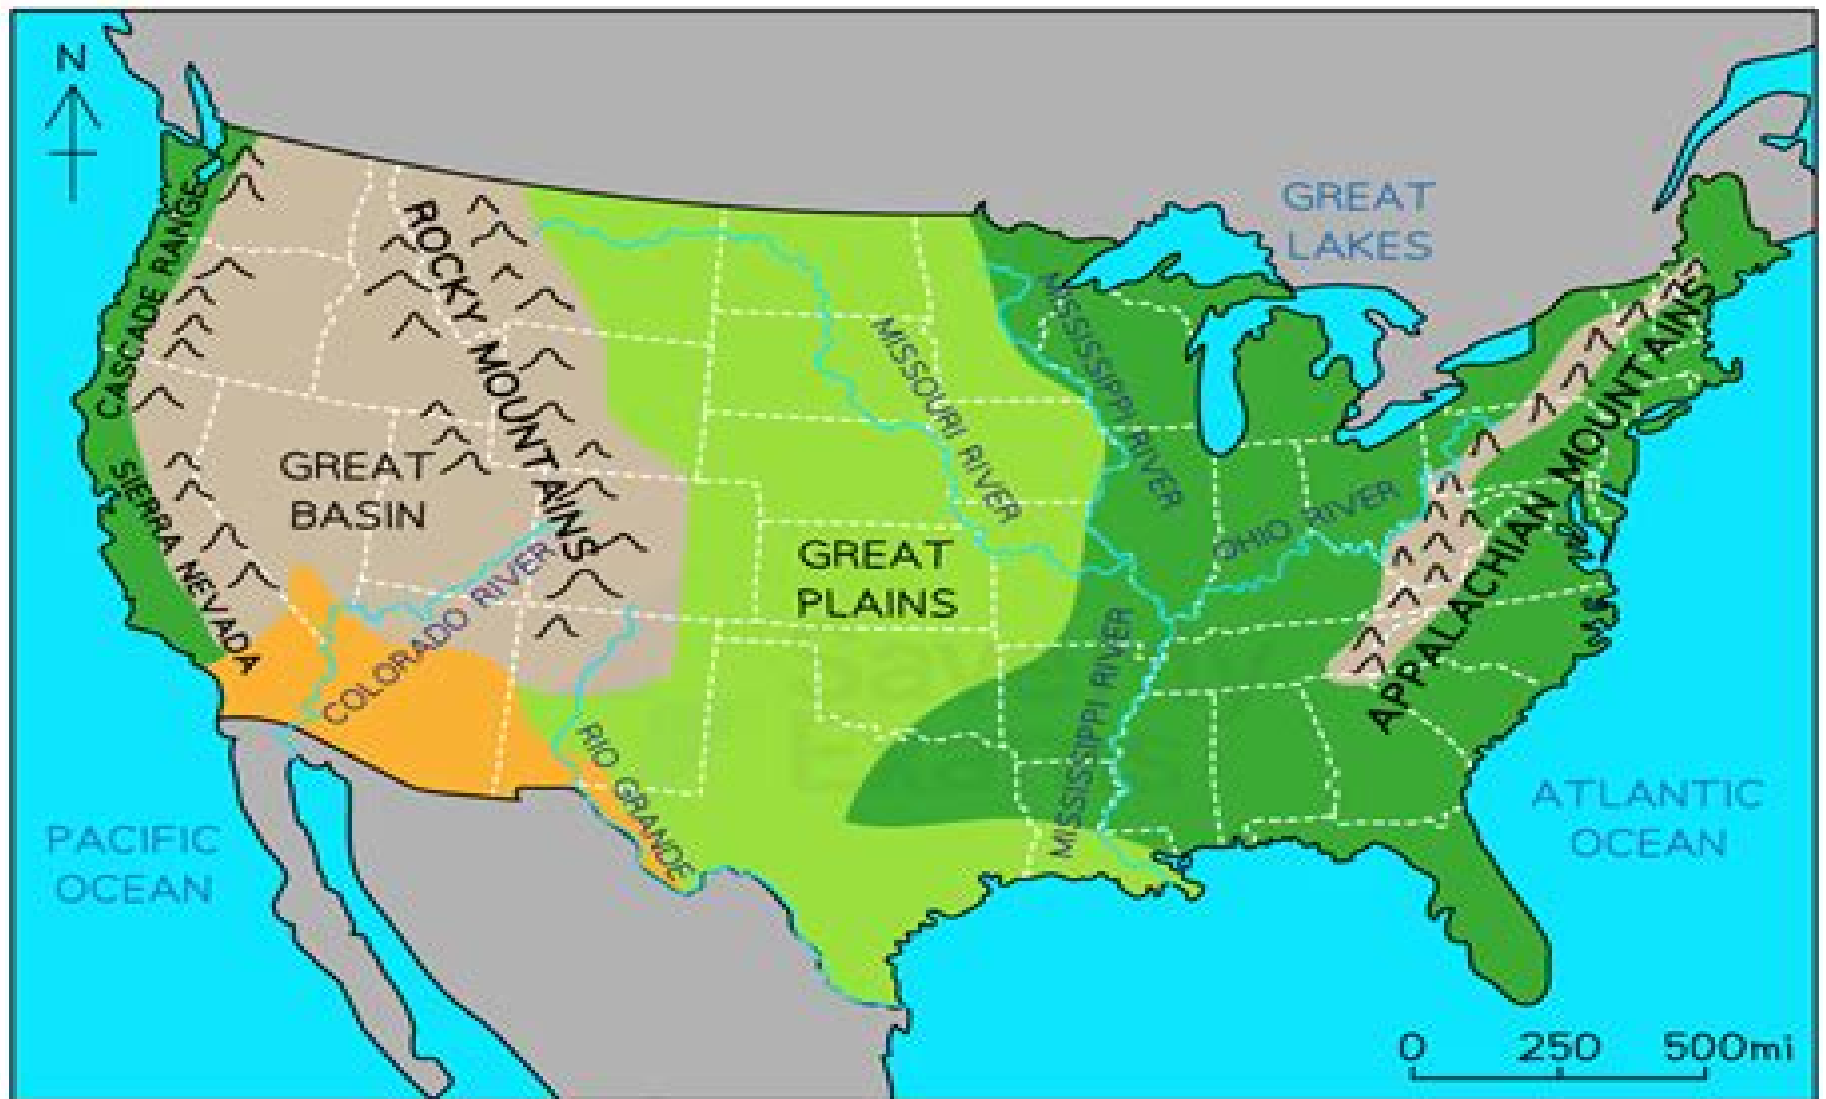 N
GREAT
LAKES
CASCADE RANGE
ROCKY MOUNTAINS
MISSOURI RIVER
MISSISSIPPI RIVER
GREAT
BASIN
SIERRA NEVADA
COLORADO RIVER
GREAT
PLAINS
OHIO RIVER
APPALACHIAN MOUNTAINS
MISSISSIPPI RIVER
RIO GRANDE
PACIFIC
OCEAN
ATLANTIC
OCEAN
0 250 500mi